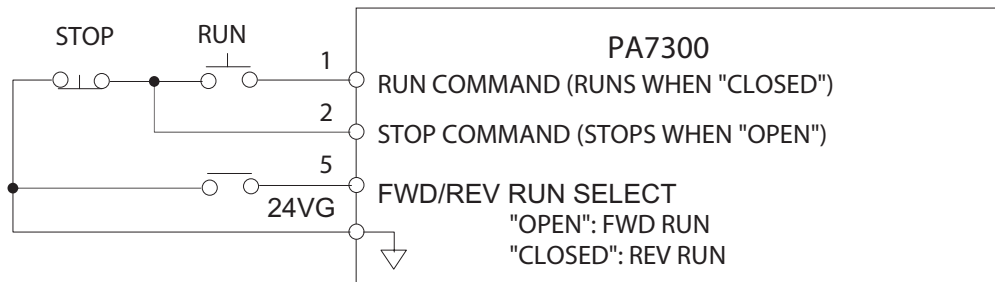 PA7300
STOP
RUN
1
RUN COMMAND (RUNS WHEN "CLOSED")
2
STOP COMMAND (STOPS WHEN "OPEN")
5
FWD/REV RUN SELECT
24VG
"OPEN": FWD RUN
"CLOSED": REV RUN